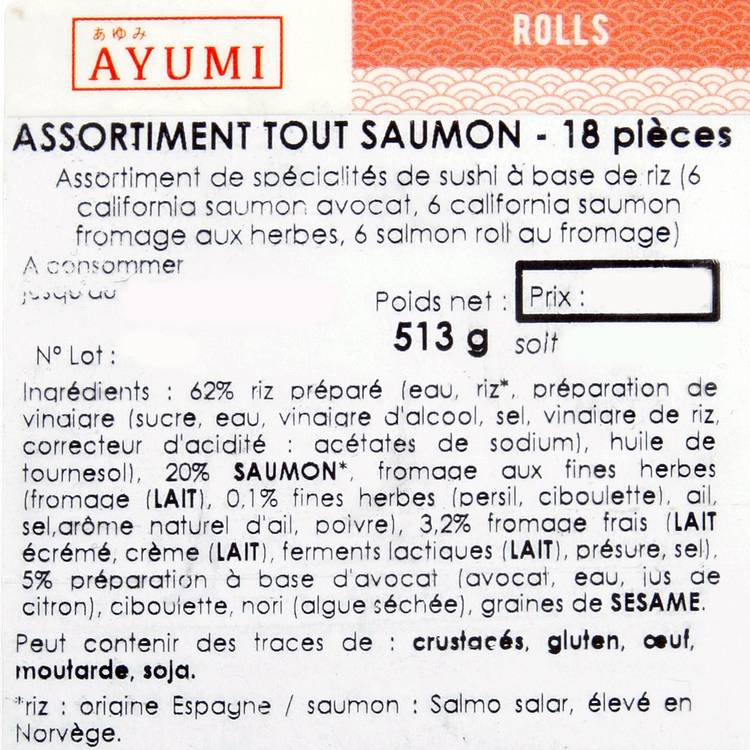 あゆみ
AYUMI
ROLLS
ASSORTIMENT TOUT SAUMON - 18 pièces
Assortiment de spécialités de sushi à base de riz (6
california saumon avocat, 6 california saumon
fromage aux herbes, 6 salmon roll au fromage)
A consommer
jusqu'au
Poids net :
513 g
Prix :
soit
N° Lot :
Ingrédients : 62% riz préparé (eau, riz*, préparation de
vinaigre (sucre, eau, vinaigre d'alcool, sel, vinaigre de riz,
correcteur d'acidité : acétates de sodium), huile de
tournesol), 20% SAUMON*, fromage aux fines herbes
(fromage (LAIT), 0,1% fines herbes (persil, ciboulette), ail,
sel,arôme naturel d'ail, poivre), 3,2% fromage frais (LAIT
écrémé, crème (LAIT), ferments lactiques (LAIT), présure, sel),
5% préparation à base d'avocat (avocat, eau, jus de
citron), ciboulette, nori (algue séchée), graines de SESAME.
Peut contenir des traces de : crustacés, gluten, œuf,
moutarde, soja.
*riz : origine Espagne / saumon : Salmo salar, élevé en
Norvège.